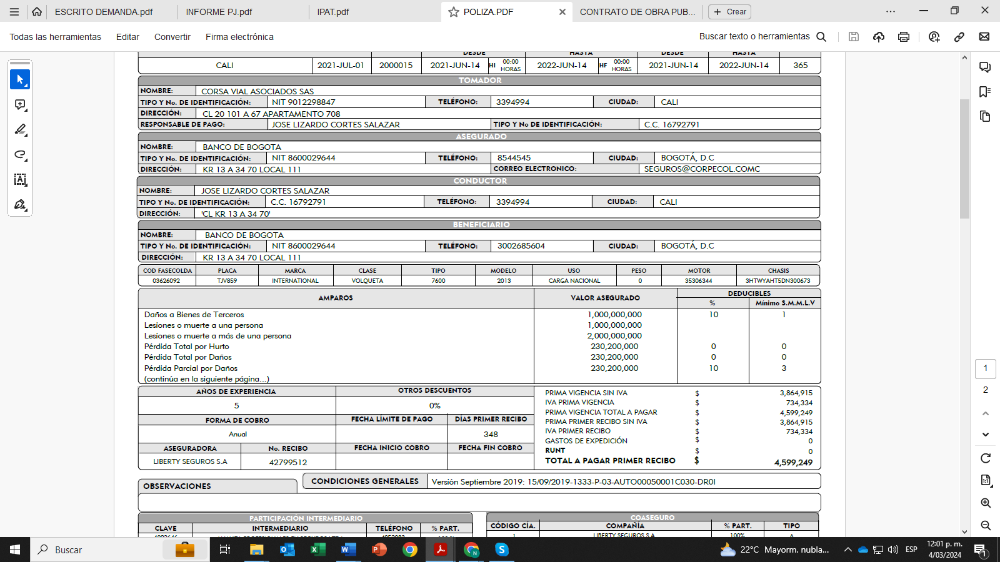 ESCRITO DEMANDA.pdf INFORME PJ.pdf IPAT.pdf POLIZA.PDF CONTRATO DE OBRA PUB... Crear
Todas las herramientas Editar Convertir Firma electrónica Buscar texto o herramientas
DESDE HASTA DESDE HASTA
CALI 2021-JUL-01 2000015 2021-JUN-14 HI 00:00 HORAS 2022-JUN-14 HF 00:00 HORAS 2021-JUN-14 2022-JUN-14 365
TOMADOR
NOMBRE: CORSA VIAL ASOCIADOS SAS
TIPO Y No. DE IDENTIFICACIÓN: NIT 9012298847 TELÉFONO: 3394994 CIUDAD: CALI
DIRECCIÓN: CL 20 101 A 67 APARTAMENTO 708
RESPONSABLE DE PAGO: JOSE LIZARDO CORTES SALAZAR TIPO Y No DE IDENTIFICACIÓN: C.C. 16792791
ASEGURADO
NOMBRE: BANCO DE BOGOTA
TIPO Y No. DE IDENTIFICACIÓN: NIT 8600029644 TELÉFONO: 8544545 CIUDAD: BOGOTÁ, D.C
DIRECCIÓN: KR 13 A 34 70 LOCAL 111 CORREO ELECTRONICO: SEGUROS@CORPECOL.COMC
CONDUCTOR
NOMBRE: JOSE LIZARDO CORTES SALAZAR
TIPO Y No. DE IDENTIFICACIÓN: C.C. 16792791 TELÉFONO: 3394994 CIUDAD: CALI
DIRECCIÓN: 'CL KR 13 A 34 70'
BENEFICIARIO
NOMBRE: BANCO DE BOGOTA
TIPO Y No. DE IDENTIFICACIÓN: NIT 8600029644 TELÉFONO: 3002685604 CIUDAD: BOGOTÁ, D.C
DIRECCIÓN: KR 13 A 34 70 LOCAL 111
COD FASECOLDA PLACA MARCA CLASE TIPO MODELO USO PESO MOTOR CHASIS
03626092 TJV859 INTERNATIONAL VOLQUETA 7600 2013 CARGA NACIONAL 0 35306344 3HTWYAHT5DN300673
AMPAROS VALOR ASEGURADO DEDUCIBLES
% Mínimo S.M.M.L.V
Daños a Bienes de Terceros 1,000,000,000 10 1
Lesiones o muerte a una persona 1,000,000,000
Lesiones o muerte a más de una persona 2,000,000,000
Pérdida Total por Hurto 230,200,000 0 0
Pérdida Total por Daños 230,200,000 0 0
Pérdida Parcial por Daños 230,200,000 10 3
(continúa en la siguiente página...)
AÑOS DE EXPERIENCIA OTROS DESCUENTOS
5 0%
FORMA DE COBRO FECHA LÍMITE DE PAGO DÍAS PRIMER RECIBO
Anual 348
ASEGURADORA No. RECIBO FECHA INICIO COBRO FECHA FIN COBRO
LIBERTY SEGUROS S.A 42799512
PRIMA VIGENCIA SIN IVA $ 3,864,915
IVA PRIMA VIGENCIA $ 734,334
PRIMA VIGENCIA TOTAL A PAGAR $ 4,599,249
PRIMA PRIMER RECIBO SIN IVA $ 3,864,915
IVA PRIMER RECIBO $ 734,334
GASTOS DE EXPEDICIÓN $ 0
RUNT $ 0
TOTAL A PAGAR PRIMER RECIBO $ 4,599,249
OBSERVACIONES CONDICIONES GENERALES Versión Septiembre 2019: 15/09/2019-1333-P-03-AUTO00050001C030-DR0I
PARTICIPACIÓN INTERMEDIARIO COASEGURO
CLAVE INTERMEDIARIO TELÉFONO % PART. CÓDIGO CÍA. COMPAÑÍA % PART. TIPO
1 LIBERTY SEGUROS S.A 100% A
1
2
Buscar 22°C Mayorm. nubla... ESP 12:01 p. m.
4/03/2024 1